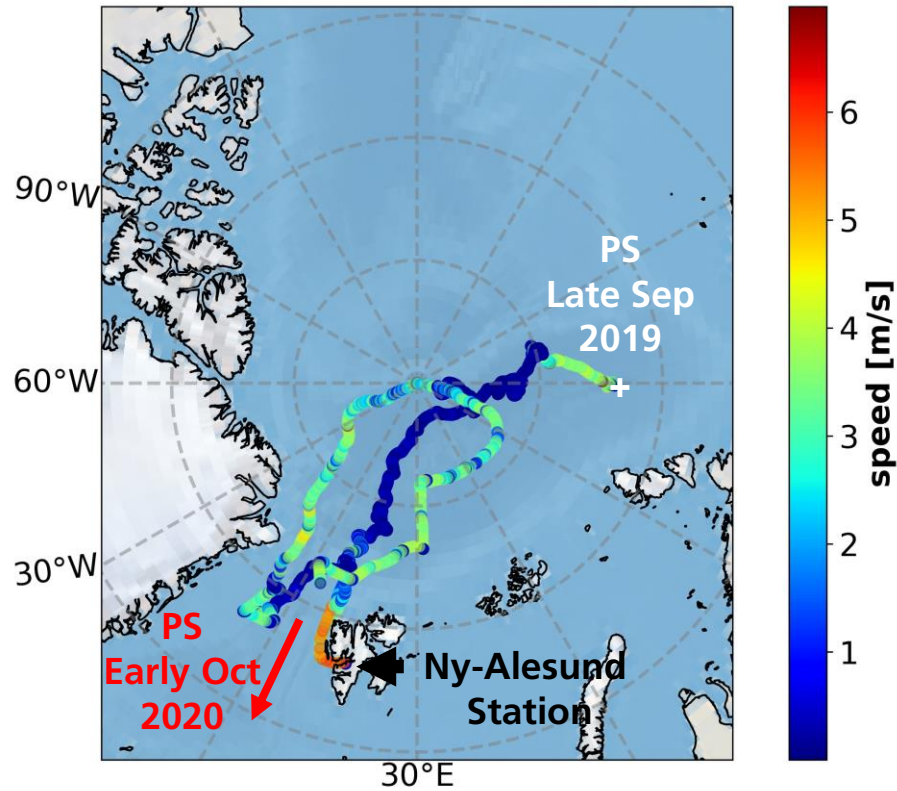 90°W
60°W
30°W
30°E
PS
Late Sep
2019
+
PS
Early Oct
2020
Ny-Alesund
Station
6
5
4
3
2
1
speed [m/s]